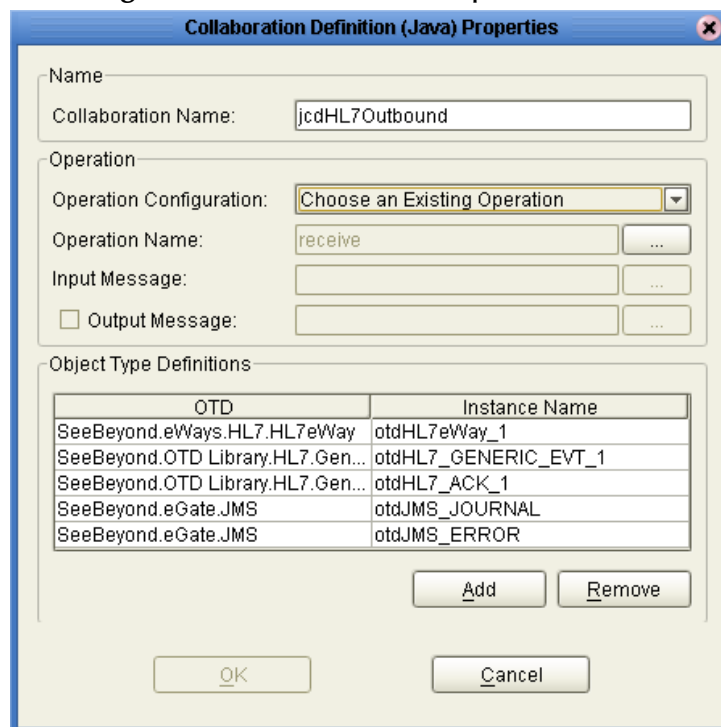 Collaboration Definition (Java) Properties
Name
Collaboration Name: jcdHL7Outbound
Operation
Operation Configuration: Choose an Existing Operation
Operation Name: receive ...
Input Message: ...
Output Message: ...
Object Type Definitions
OTD Instance Name
SeeBeyond.eWays.HL7.HL7eWay otdHL7eWay_1
SeeBeyond.OTD Library.HL7.Gen... otdHL7_GENERIC_EVT_1
SeeBeyond.OTD Library.HL7.Gen... otdHL7_ACK_1
SeeBeyond.eGate.JMS otdJMS_JOURNAL
SeeBeyond.eGate.JMS otdJMS_ERROR
Add Remove
OK Cancel